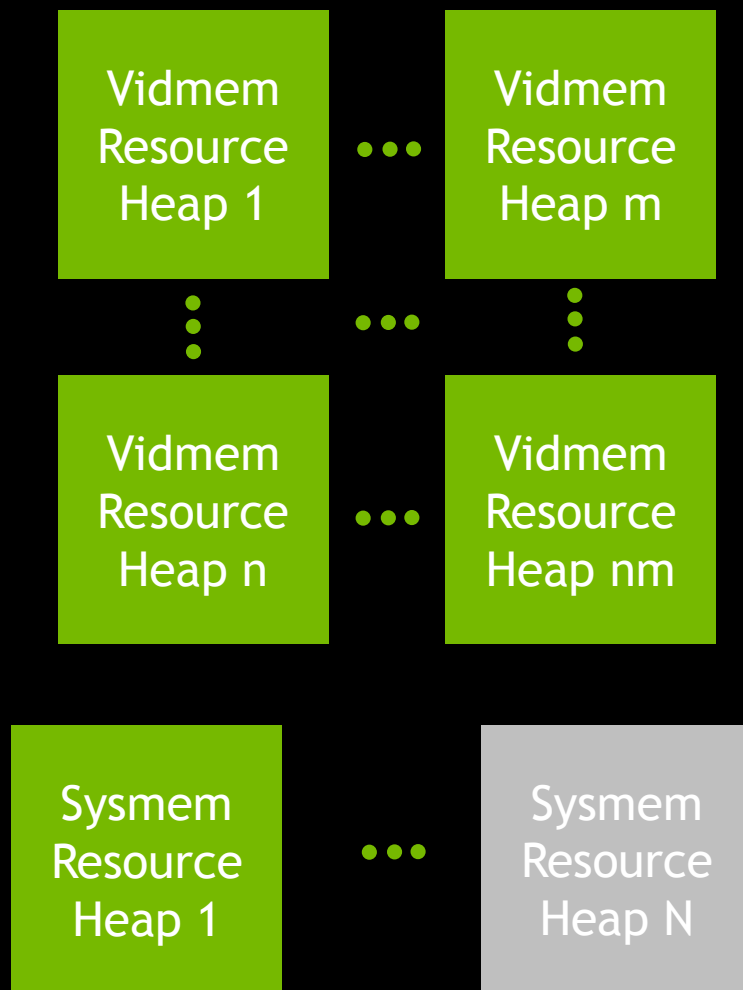 Vidmem
Resource
Heap 1
Vidmem
Resource
Heap m
Vidmem
Resource
Heap n
Vidmem
Resource
Heap nm
Sysmem
Resource
Heap 1
Sysmem
Resource
Heap N